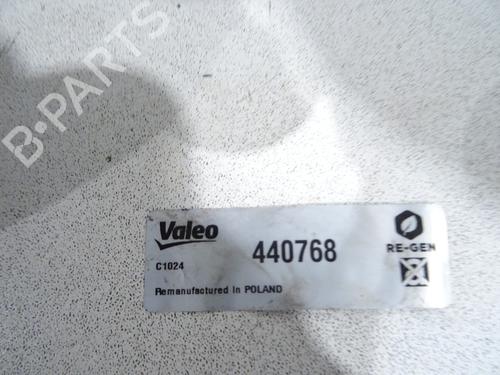 B-PARTS
Valeo
440768
RE-GEN
C1024
Remanufactured in POLAND